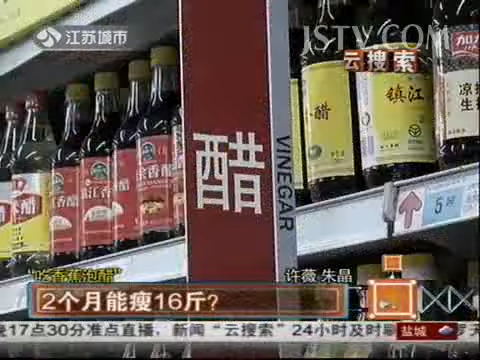 江苏城市
JSTV.COM
云搜索
醋
VINEGAR
镇江
醋
5
"吃香蕉泡醋"
许薇 朱晶
2个月能瘦16斤?
17点30分准点直播，新闻"云搜索"24小时及时刷
盐城